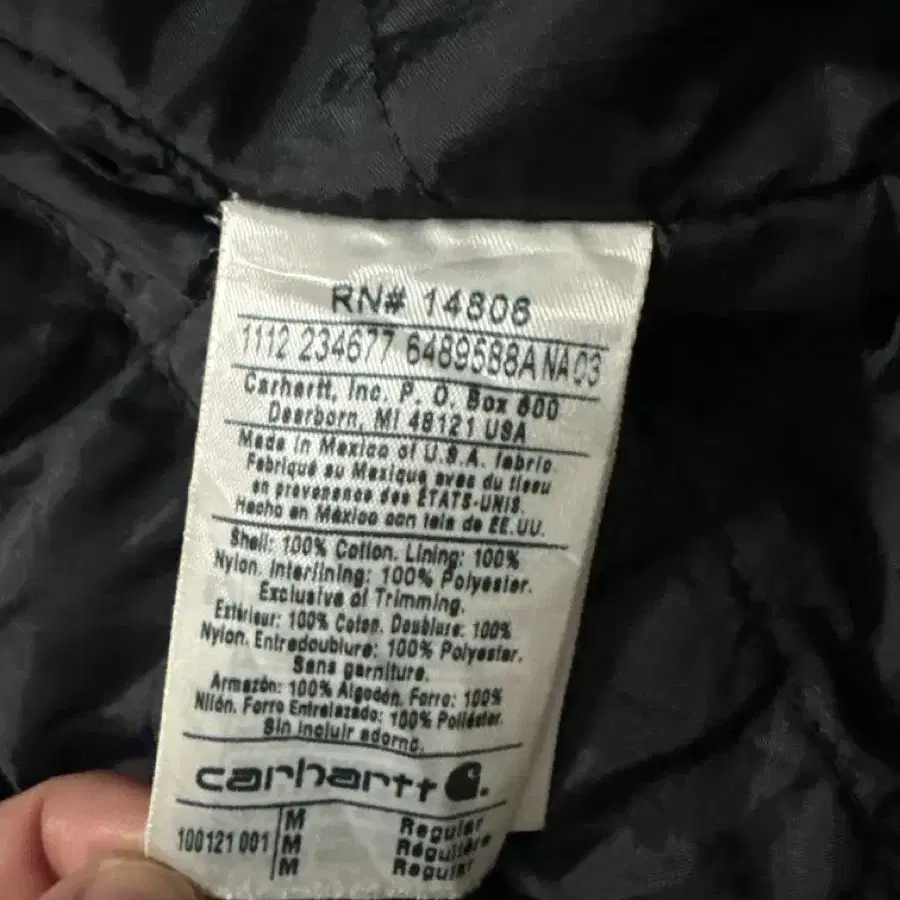 RN# 14806
1112 234677 6489588A NA 03
Carhartt, Inc. P. O. Box 600
Dearborn, MI 48121 USA
Made in Mexico of U.S.A. fabric
Fabriqué au Mexique avec du tissu
en provenance des ÉTATS-UNIS.
Hecho en México con tela de EE.UU.
Shell: 100% Cotton. Lining: 100%
Nylon. Interlining: 100% Polyester.
Exclusive of Trimming.
Extérieur: 100% Coton. Doublure: 100%
Nylon. Entredoublure: 100% Polyester.
Sans garniture.
Armazón: 100% Algodón. Forro: 100%
Nilón. Forro Entrelazado: 100% Poliéster.
Sin incluir adorno.
carhartt
M Regular
100121 001 M Régulière
M Regular